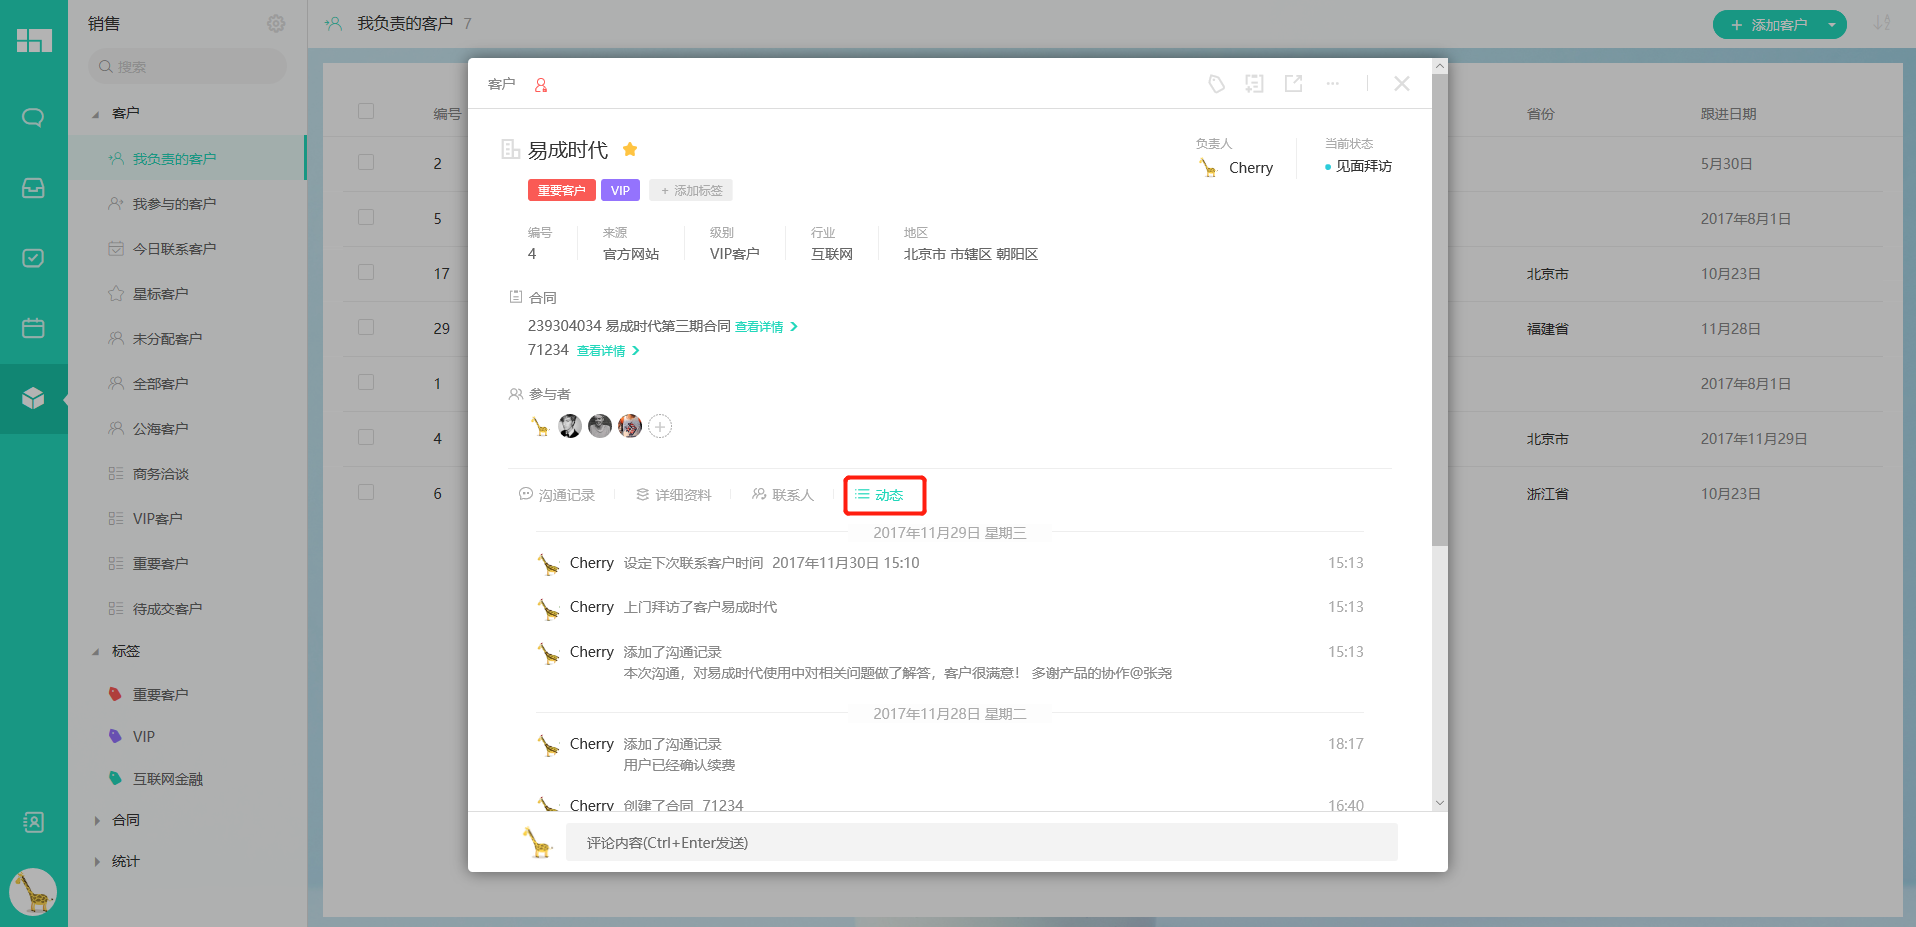 销售
搜索
客户
我负责的客户
我参与的客户
今日联系客户
星标客户
未分配客户
全部客户
公海客户
商务洽谈
VIP客户
重要客户
待成交客户
标签
重要客户
VIP
互联网金融
合同
统计
我负责的客户 7
+ 添加客户
编号 省份 跟进日期
2 5月30日
5 2017年8月1日
17 北京市 10月23日
29 福建省 11月28日
1 2017年8月1日
4 北京市 2017年11月29日
6 浙江省 10月23日
客户
易成时代
重要客户 VIP + 添加标签
负责人 当前状态
Cherry 见面拜访
编号 来源 级别 行业 地区
4 官方网站 VIP客户 互联网 北京市 市辖区 朝阳区
合同
239304034 易成时代第三期合同 查看详情
71234 查看详情
参与者
沟通记录 详细资料 联系人 动态
2017年11月29日 星期三
Cherry 设定下次联系客户时间 2017年11月30日 15:10 15:13
Cherry 上门拜访了客户易成时代 15:13
Cherry 添加了沟通记录 15:13
本次沟通，对易成时代使用中对相关问题做了解答，客户很满意！ 多谢产品的协作@张尧
2017年11月28日 星期二
Cherry 添加了沟通记录 18:17
用户已经确认续费
Cherry 创建了合同 71234 16:40
评论内容(Ctrl+Enter发送)